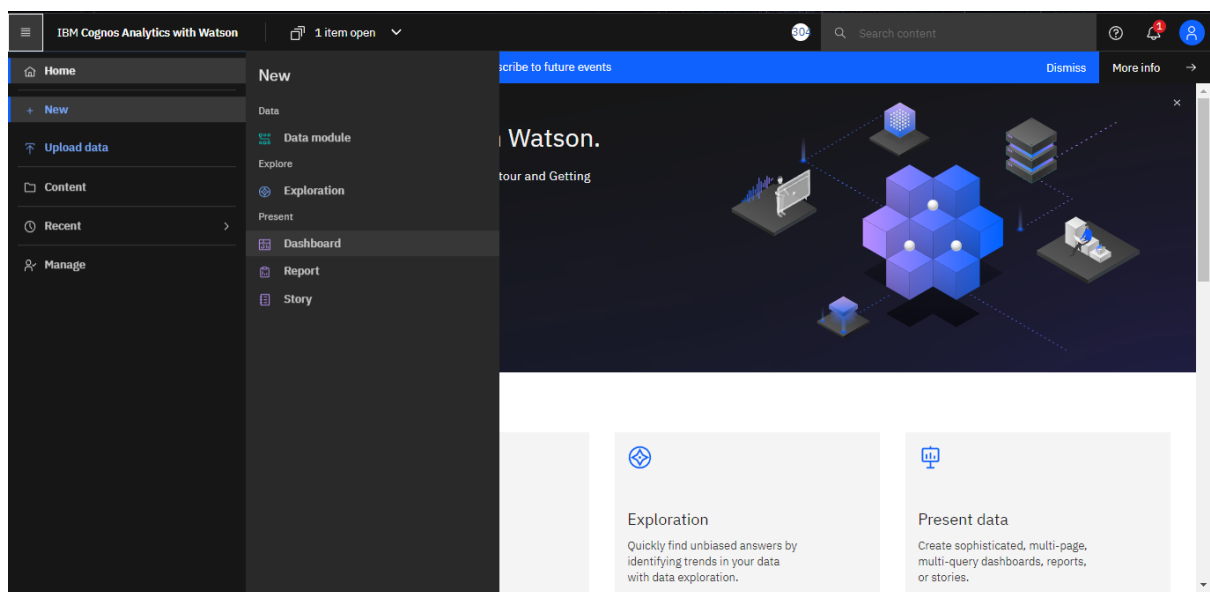 IBM Cognos Analytics with Watson
1 item open
304
Search content
Home
New
Upload data
Content
Recent
Manage
New
Data
Data module
Explore
Exploration
Present
Dashboard
Report
Story
scribe to future events
Dismiss
More info
Watson.
tour and Getting
Exploration
Quickly find unbiased answers by
identifying trends in your data
with data exploration.
Present data
Create sophisticated, multi-page,
multi-query dashboards, reports,
or stories.